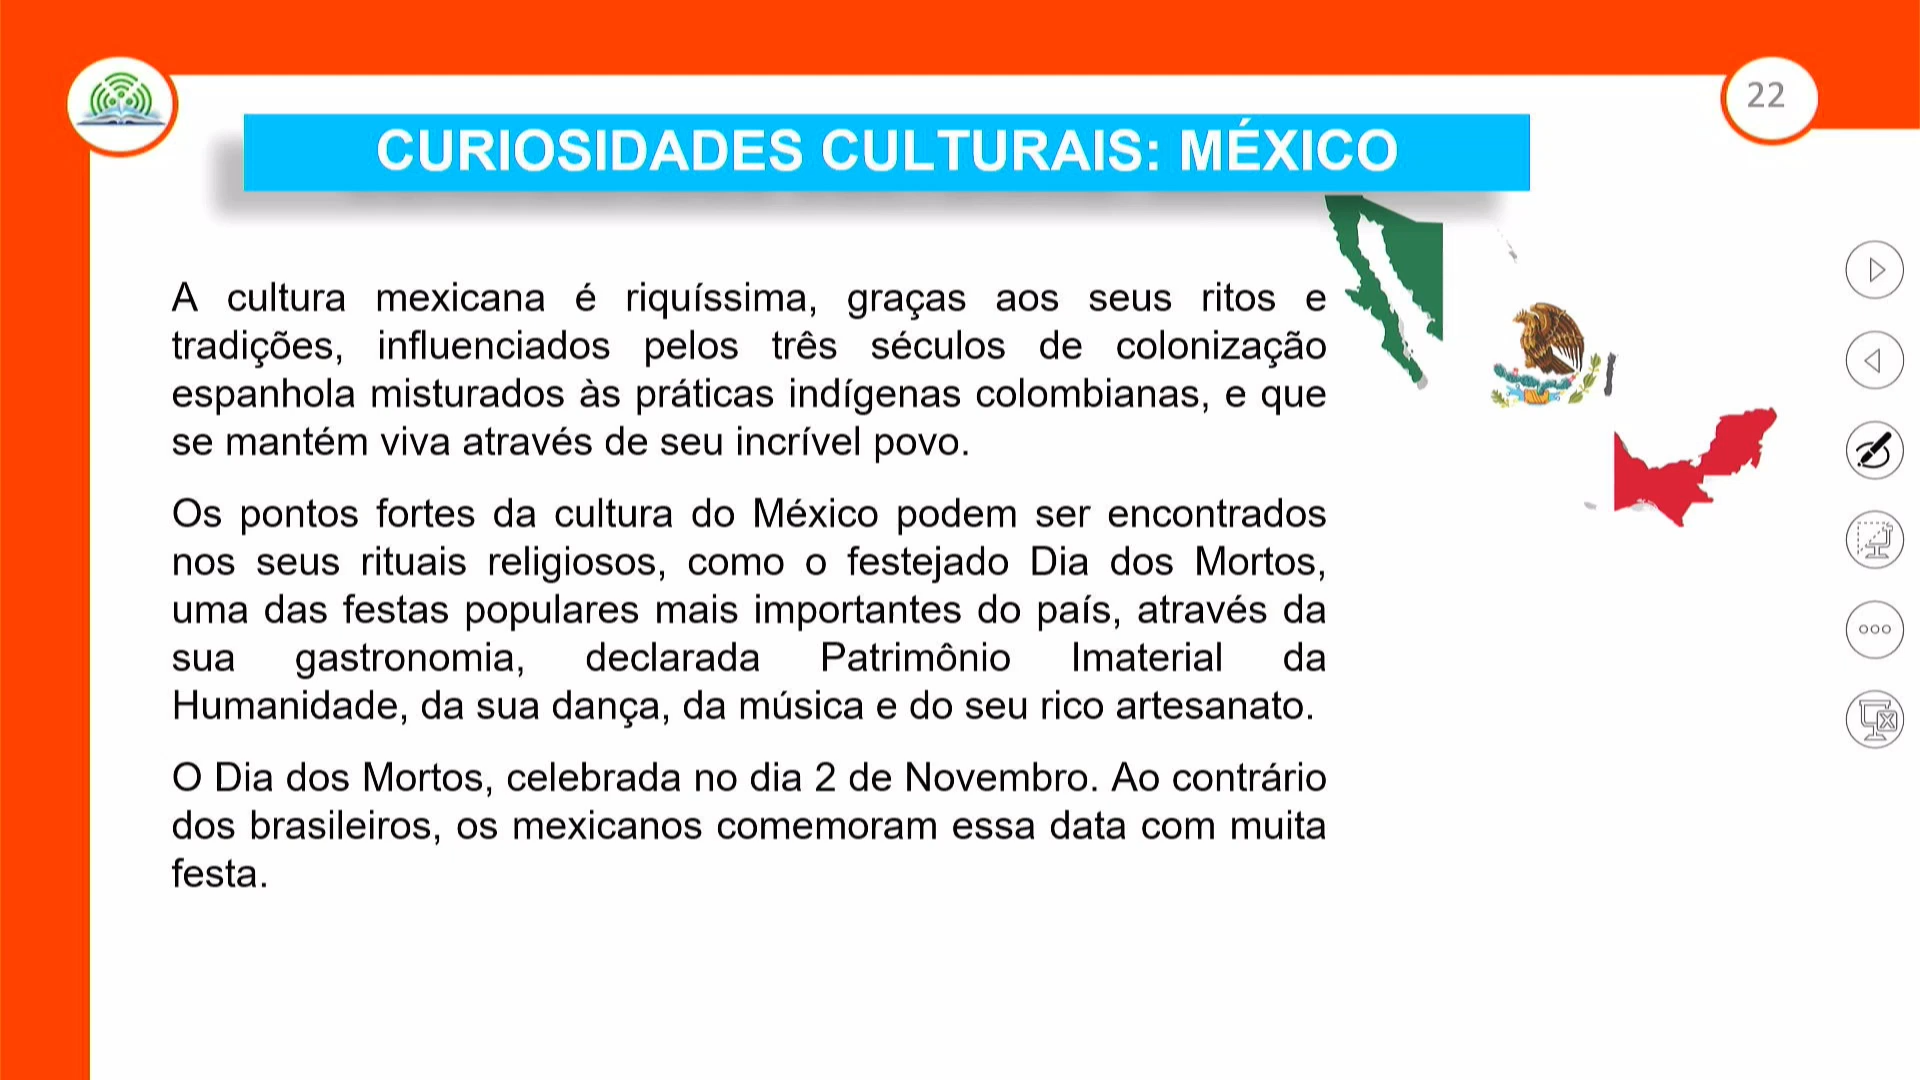 22
CURIOSIDADES CULTURAIS: MÉXICO
A cultura mexicana é riquíssima, graças aos seus ritos e
tradições, influenciados pelos três séculos de colonização
espanhola misturados às práticas indígenas colombianas, e que
se mantém viva através de seu incrível povo.
Os pontos fortes da cultura do México podem ser encontrados
nos seus rituais religiosos, como o festejado Dia dos Mortos,
uma das festas populares mais importantes do país, através da
sua gastronomia, declarada Patrimônio Imaterial da
Humanidade, da sua dança, da música e do seu rico artesanato.
O Dia dos Mortos, celebrada no dia 2 de Novembro. Ao contrário
dos brasileiros, os mexicanos comemoram essa data com muita
festa.